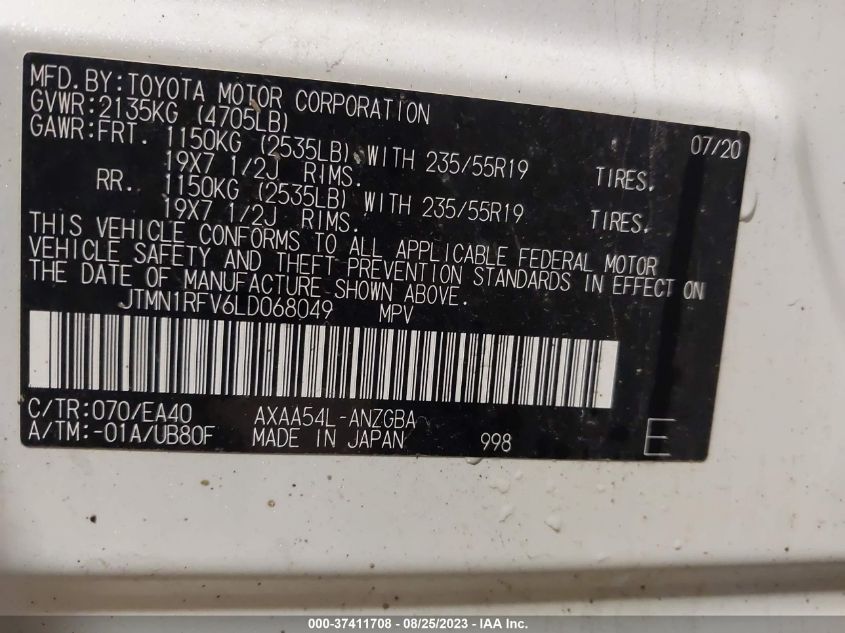 MFD.BY:TOYOTA MOTOR CORPORATION 07/20
GVWR:2135KG (4705LB)
GAWR:FRT. 1150KG (2535LB) WITH 235/55R19 TIRES.
19X7 1/2J RIMS.
RR. 1150KG (2535LB) WITH 235/55R19 TIRES.
19X7 1/2J RIMS.
THIS VEHICLE CONFORMS TO ALL APPLICABLE FEDERAL MOTOR
VEHICLE SAFETY AND THEFT PREVENTION STANDARDS IN EFFECT ON
THE DATE OF MANUFACTURE SHOWN ABOVE.
JTMN1RFV6LD068049 MPV
C/TR:070/EA40 AXAA54L-ANZGBA
A/TM:-01A/UB80F MADE IN JAPAN 998 E
000-37411708 - 08/25/2023 - IAA Inc.